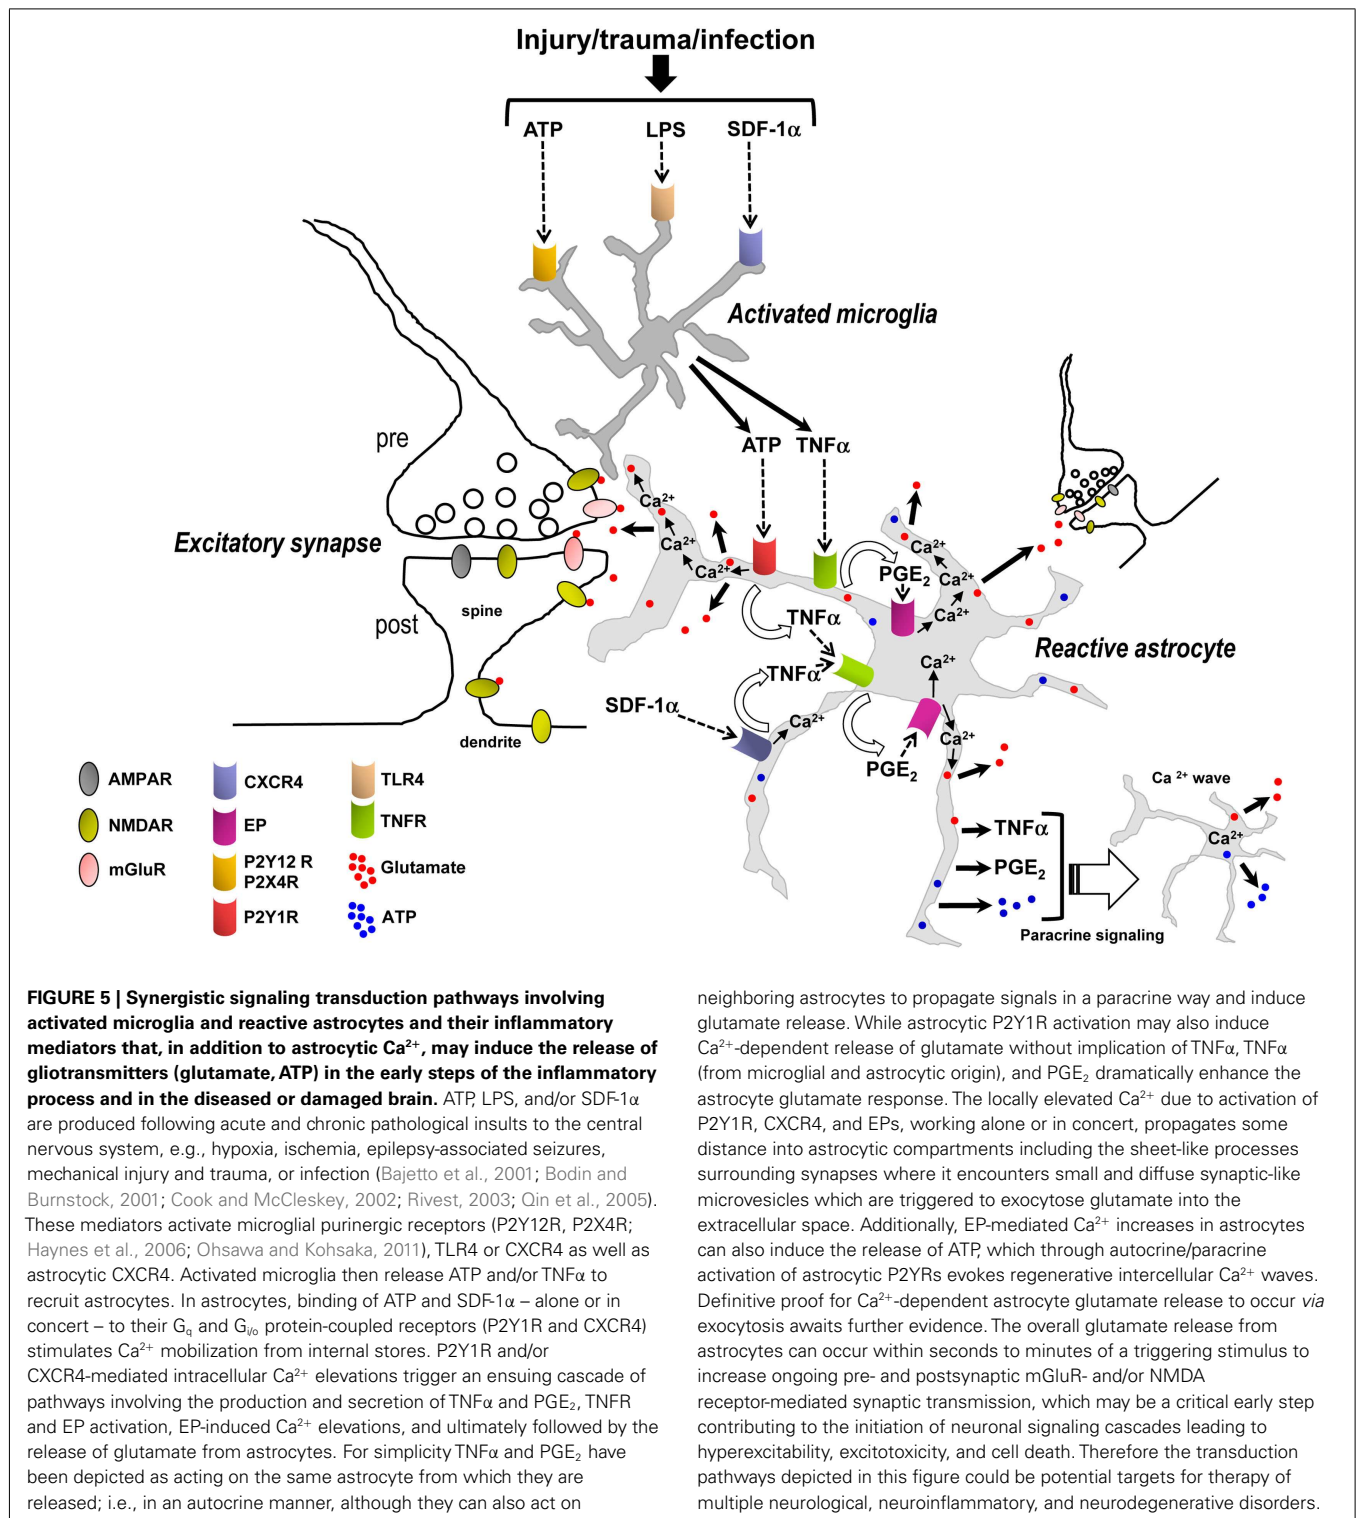 Injury/trauma/infection
ATP LPS SDF-1α
Activated microglia
pre
ATP TNFα
Ca2+
Ca2+
Ca2+
Excitatory synapse
spine
post
TNFα
PGE2
Ca2+
Ca2+
Ca2+
Reactive astrocyte
Ca2+
TNFα
SDF-1α
Ca2+
Ca2+
PGE2
dendrite
AMPAR
NMDAR
mGluR
CXCR4
EP
P2Y12 R
P2X4R
P2Y1R
TLR4
TNFR
Glutamate
ATP
TNFα
PGE2
Paracrine signaling
Ca 2+ wave
Ca2+
FIGURE 5 | Synergistic signaling transduction pathways involving
activated microglia and reactive astrocytes and their inflammatory
mediators that, in addition to astrocytic Ca2+, may induce the release of
gliotransmitters (glutamate, ATP) in the early steps of the inflammatory
process and in the diseased or damaged brain. ATP, LPS, and/or SDF-1α
are produced following acute and chronic pathological insults to the central
nervous system, e.g., hypoxia, ischemia, epilepsy-associated seizures,
mechanical injury and trauma, or infection (Bajetto et al., 2001; Bodin and
Burnstock, 2001; Cook and McCleskey, 2002; Rivest, 2003; Qin et al., 2005).
These mediators activate microglial purinergic receptors (P2Y12R, P2X4R;
Haynes et al., 2006; Ohsawa and Kohsaka, 2011), TLR4 or CXCR4 as well as
astrocytic CXCR4. Activated microglia then release ATP and/or TNFα to
recruit astrocytes. In astrocytes, binding of ATP and SDF-1α – alone or in
concert – to their Gq and Gi/o protein-coupled receptors (P2Y1R and CXCR4)
stimulates Ca2+ mobilization from internal stores. P2Y1R and/or
CXCR4-mediated intracellular Ca2+ elevations trigger an ensuing cascade of
pathways involving the production and secretion of TNFα and PGE2, TNFR
and EP activation, EP-induced Ca2+ elevations, and ultimately followed by the
release of glutamate from astrocytes. For simplicity TNFα and PGE2 have
been depicted as acting on the same astrocyte from which they are
released; i.e., in an autocrine manner, although they can also act on
neighboring astrocytes to propagate signals in a paracrine way and induce
glutamate release. While astrocytic P2Y1R activation may also induce
Ca2+-dependent release of glutamate without implication of TNFα, TNFα
(from microglial and astrocytic origin), and PGE2 dramatically enhance the
astrocyte glutamate response. The locally elevated Ca2+ due to activation of
P2Y1R, CXCR4, and EPs, working alone or in concert, propagates some
distance into astrocytic compartments including the sheet-like processes
surrounding synapses where it encounters small and diffuse synaptic-like
microvesicles which are triggered to exocytose glutamate into the
extracellular space. Additionally, EP-mediated Ca2+ increases in astrocytes
can also induce the release of ATP, which through autocrine/paracrine
activation of astrocytic P2YRs evokes regenerative intercellular Ca2+ waves.
Definitive proof for Ca2+-dependent astrocyte glutamate release to occur via
exocytosis awaits further evidence. The overall glutamate release from
astrocytes can occur within seconds to minutes of a triggering stimulus to
increase ongoing pre- and postsynaptic mGluR- and/or NMDA
receptor-mediated synaptic transmission, which may be a critical early step
contributing to the initiation of neuronal signaling cascades leading to
hyperexcitability, excitotoxicity, and cell death. Therefore the transduction
pathways depicted in this figure could be potential targets for therapy of
multiple neurological, neuroinflammatory, and neurodegenerative disorders.